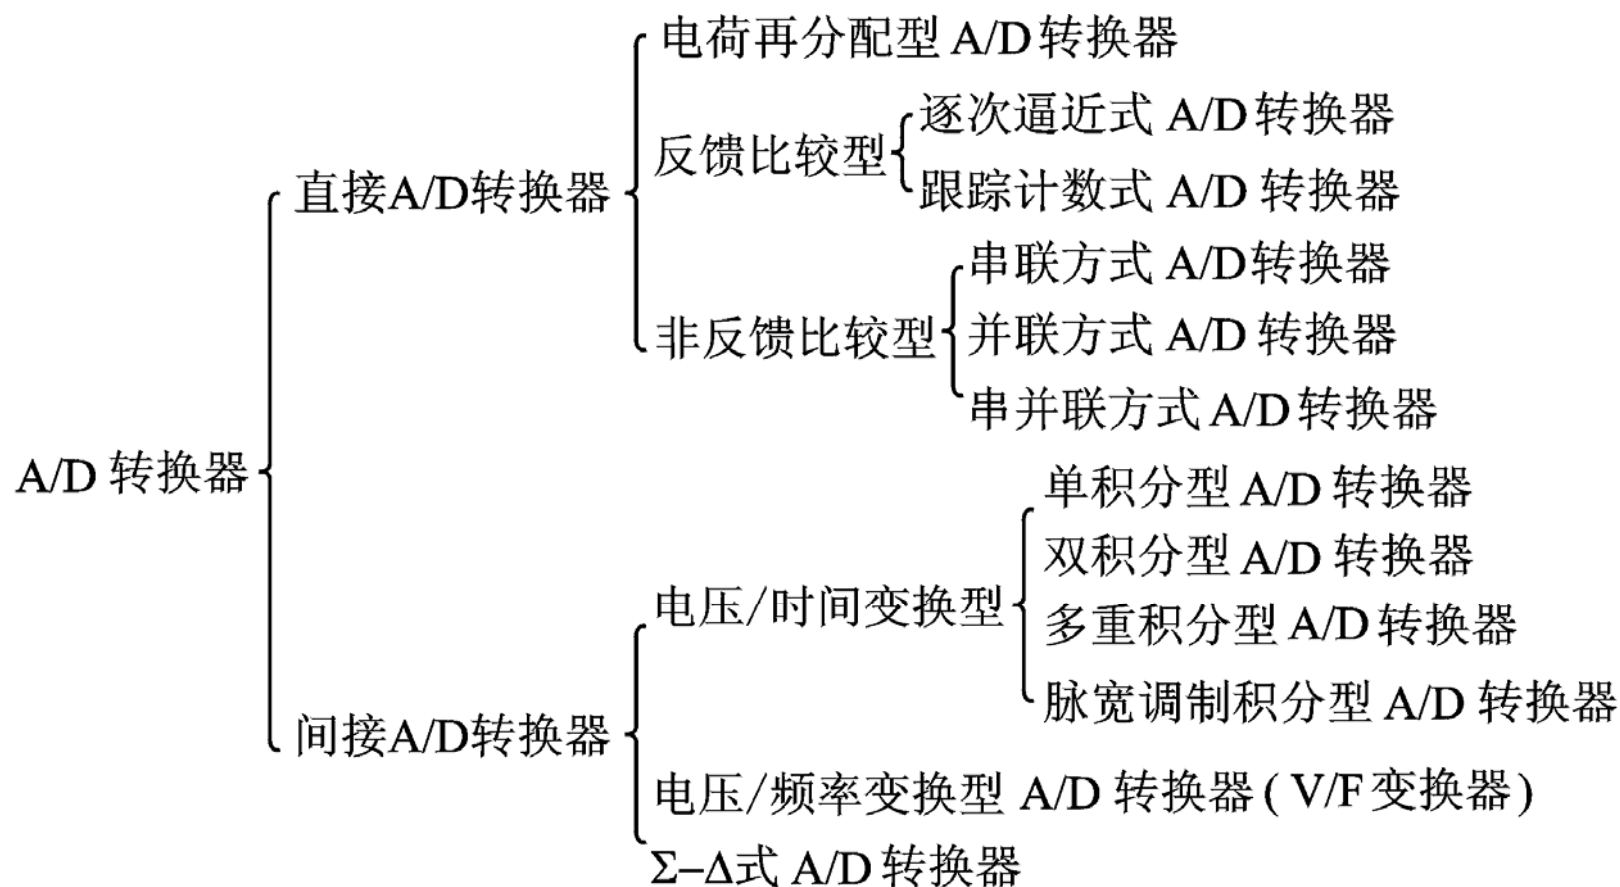 电荷再分配型 A/D 转换器
逐次逼近式 A/D 转换器
反馈比较型
跟踪计数式 A/D 转换器
直接A/D转换器
串联方式 A/D转换器
非反馈比较型
并联方式 A/D 转换器
串并联方式 A/D 转换器
A/D 转换器
单积分型 A/D 转换器
双积分型 A/D 转换器
电压/时间变换型
多重积分型 A/D 转换器
脉宽调制积分型 A/D 转换器
间接A/D转换器
电压/频率变换型 A/D 转换器(V/F变换器)
Σ–Δ式 A/D 转换器